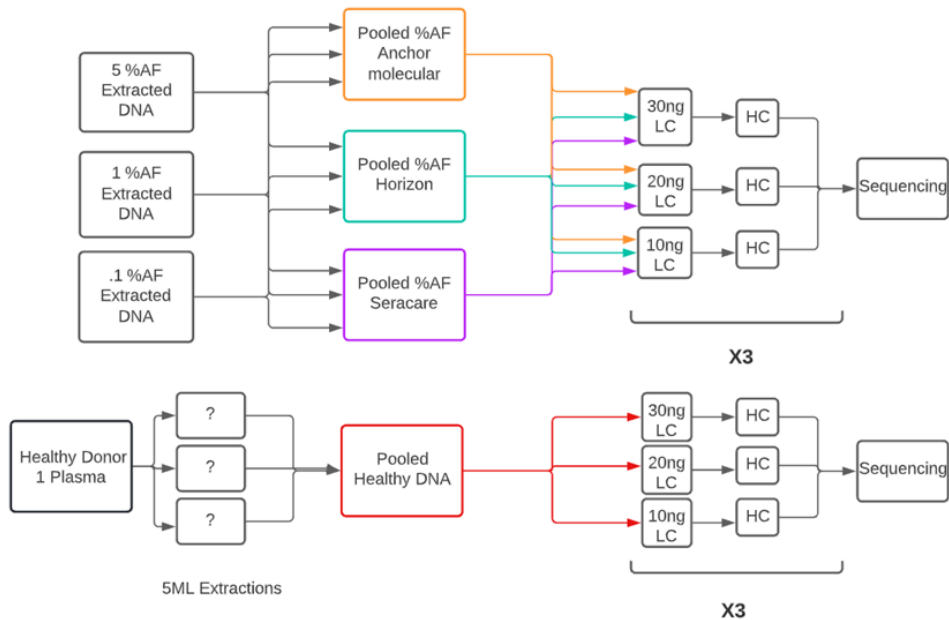 5 %AF
Extracted
DNA
1 %AF
Extracted
DNA
.1 %AF
Extracted
DNA
Pooled %AF
Anchor
molecular
Pooled %AF
Horizon
Pooled %AF
Seracare
30ng
LC
HC
20ng
LC
HC
10ng
LC
HC
Sequencing
X3
Healthy Donor
1 Plasma
?
?
?
5ML Extractions
Pooled
Healthy DNA
30ng
LC
HC
20ng
LC
HC
10ng
LC
HC
Sequencing
X3